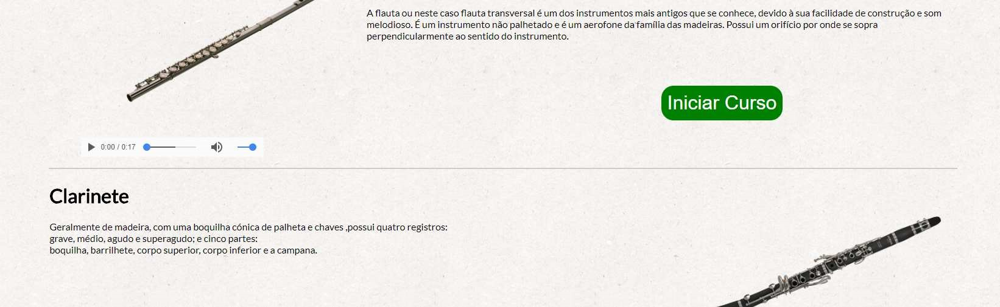 A flauta ou neste caso flauta transversal é um dos instrumentos mais antigos que se conhece, devido à sua facilidade de construção e som
melodioso. É um instrumento não palhetado e é um aerofone da família das madeiras. Possui um orifício por onde se sopra
perpendicularmente ao sentido do instrumento.
Iniciar Curso
0:00 / 0:17
Clarinete
Geralmente de madeira, com uma boquilha cónica de palheta e chaves ,possui quatro registros:
grave, médio, agudo e superagudo; e cinco partes:
boquilha, barrilhete, corpo superior, corpo inferior e a campana.